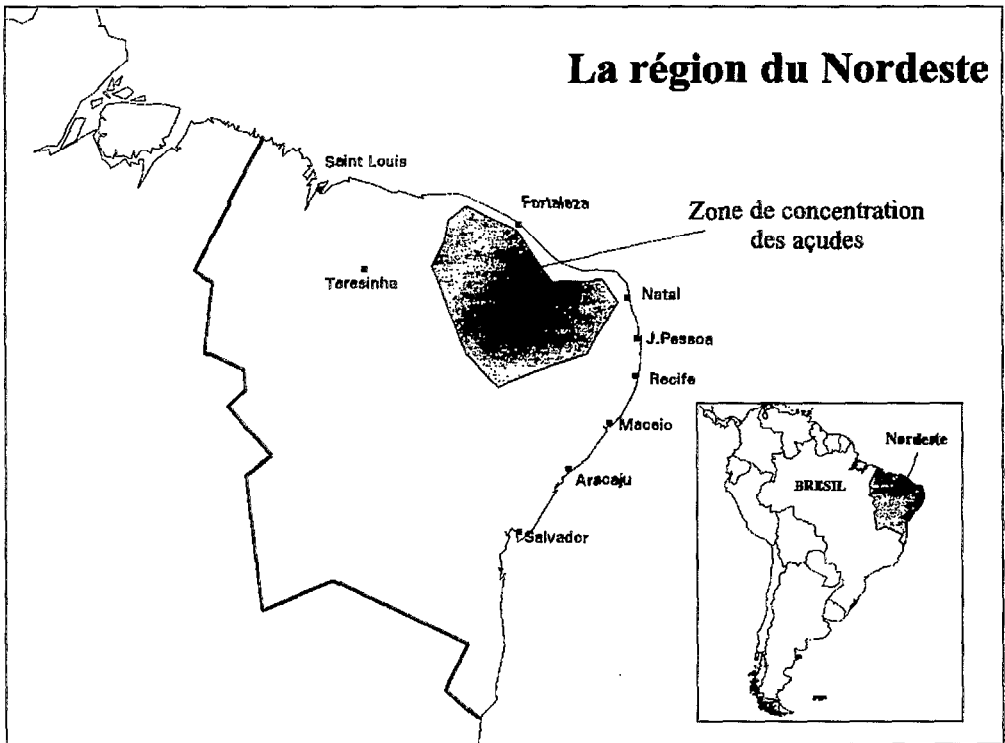 La région du Nordeste
Saint Louis
Fortaleza
Zone de concentration
des açudes
Teresinha
Natal
J.Pessoa
Recife
Maceio
Aracaju
Salvador
Nordeste
BRESIL